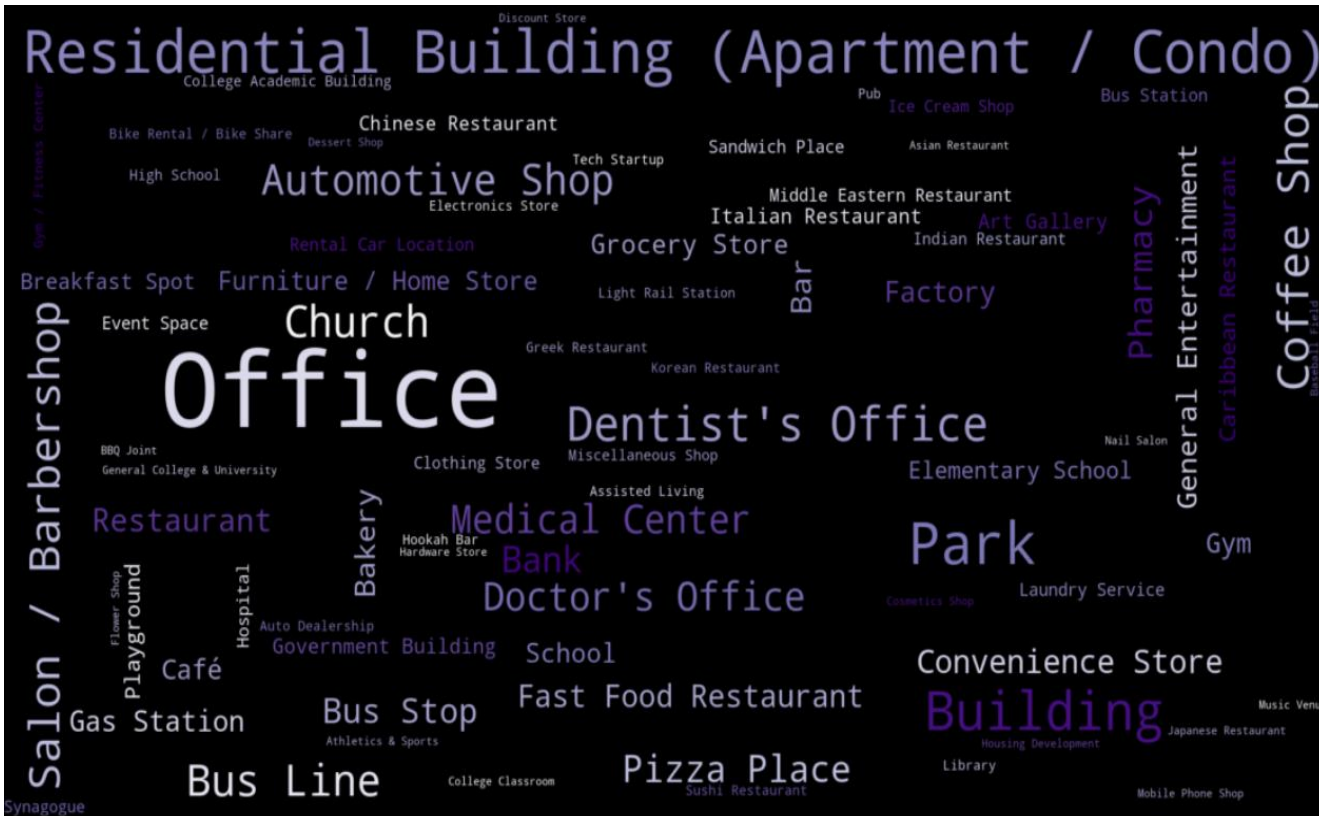 Discount Store
Residential Building (Apartment / Condo)
College Academic Building
Pub
Ice Cream Shop
Bus Station
Gym / Fitness Center
Bike Rental / Bike Share
Chinese Restaurant
Dessert Shop
Sandwich Place
Asian Restaurant
Coffee Shop
High School
Automotive Shop
Tech Startup
Electronics Store
Middle Eastern Restaurant
Italian Restaurant
Art Gallery
Pharmacy
General Entertainment
Caribbean Restaurant
Rental Car Location
Grocery Store
Indian Restaurant
Breakfast Spot
Furniture / Home Store
Light Rail Station
Bar
Factory
Salon / Barbershop
Event Space
Church
Baseball Field
Office
Greek Restaurant
Korean Restaurant
Dentist's Office
Nail Salon
BBQ Joint
General College & University
Clothing Store
Miscellaneous Shop
Elementary School
Assisted Living
Restaurant
Bakery
Medical Center
Hookah Bar
Hardware Store
Bank
Park
Gym
Flower Shop
Playground
Hospital
Doctor's Office
Laundry Service
Cosmetics Shop
Auto Dealership
Government Building
School
Café
Convenience Store
Gas Station
Bus Stop
Fast Food Restaurant
Building
Music Venu
Athletics & Sports
Housing Development
Japanese Restaurant
Bus Line
College Classroom
Pizza Place
Sushi Restaurant
Library
Mobile Phone Shop
Synagogue